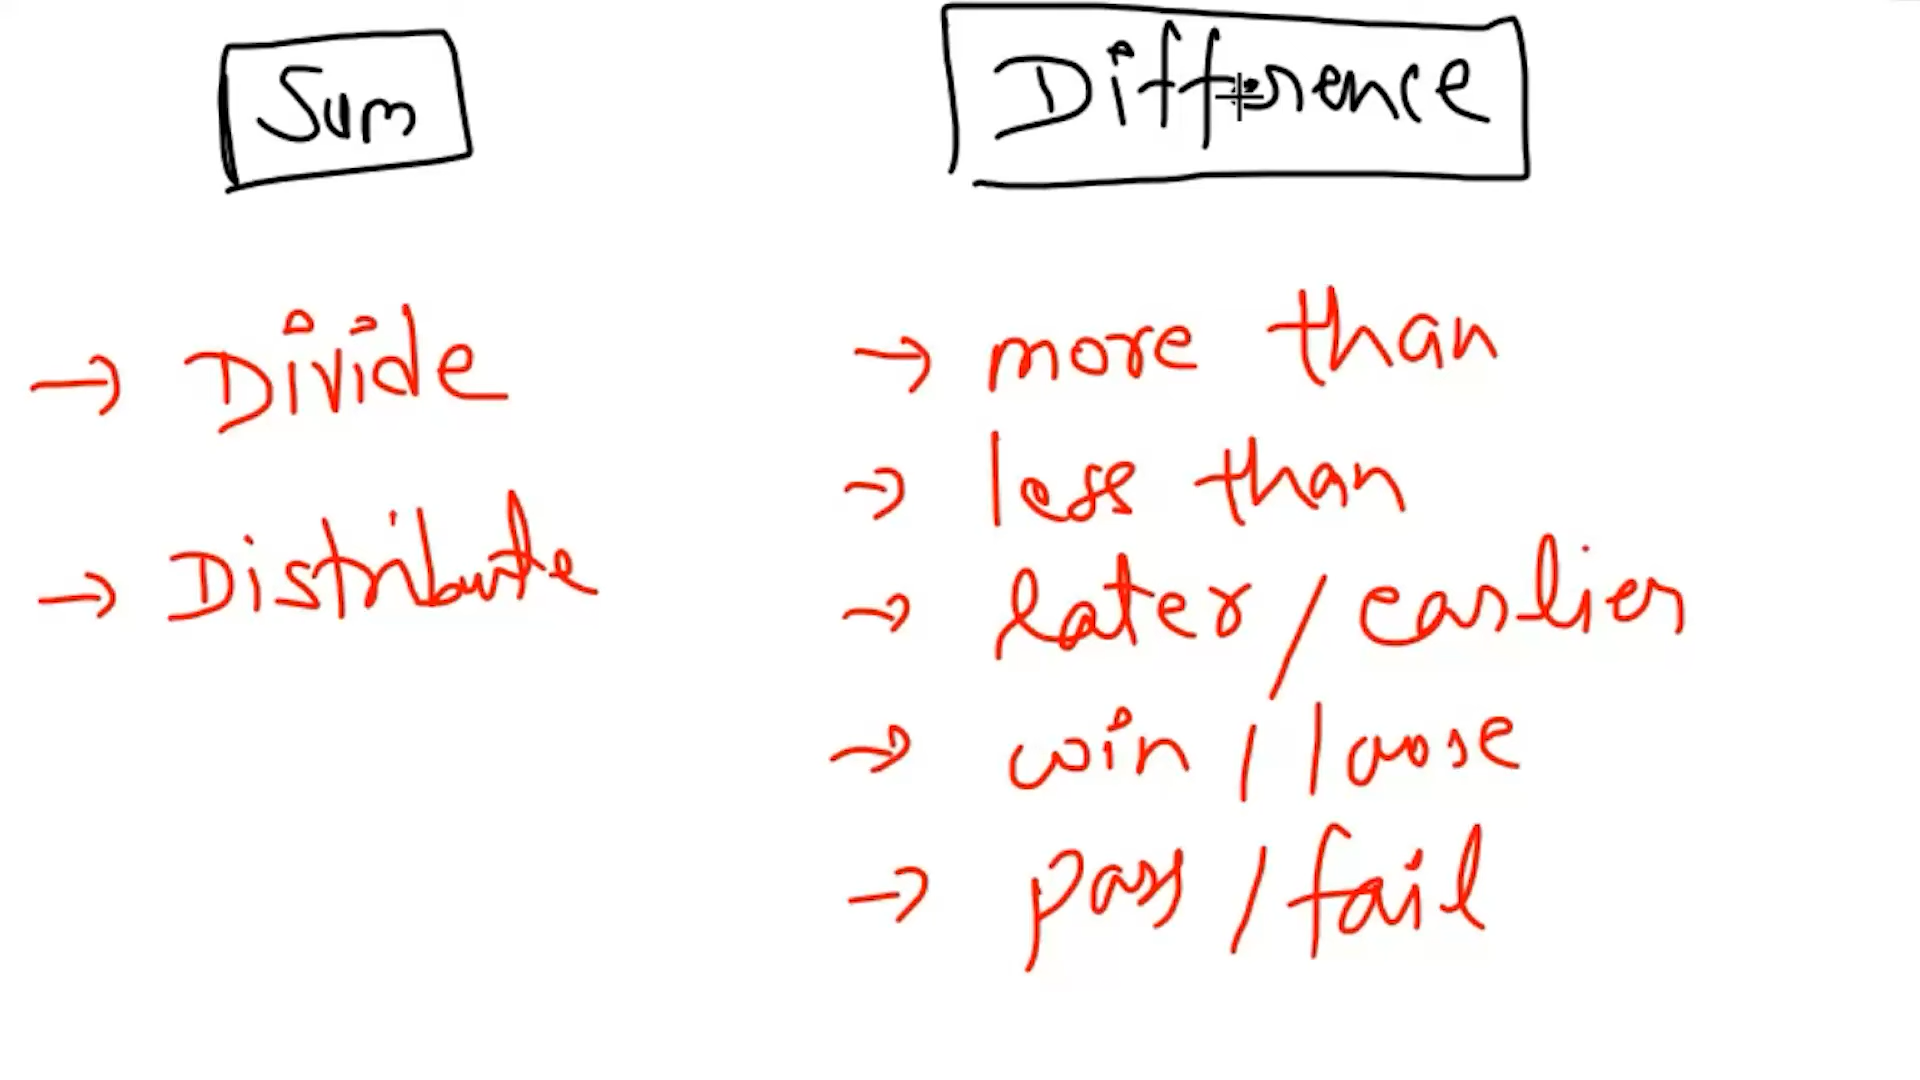 Sum
Difference
→ Divide
→ Distribute
→ more than
→ less than
→ later / earlier
→ win / loose
→ pass / fail